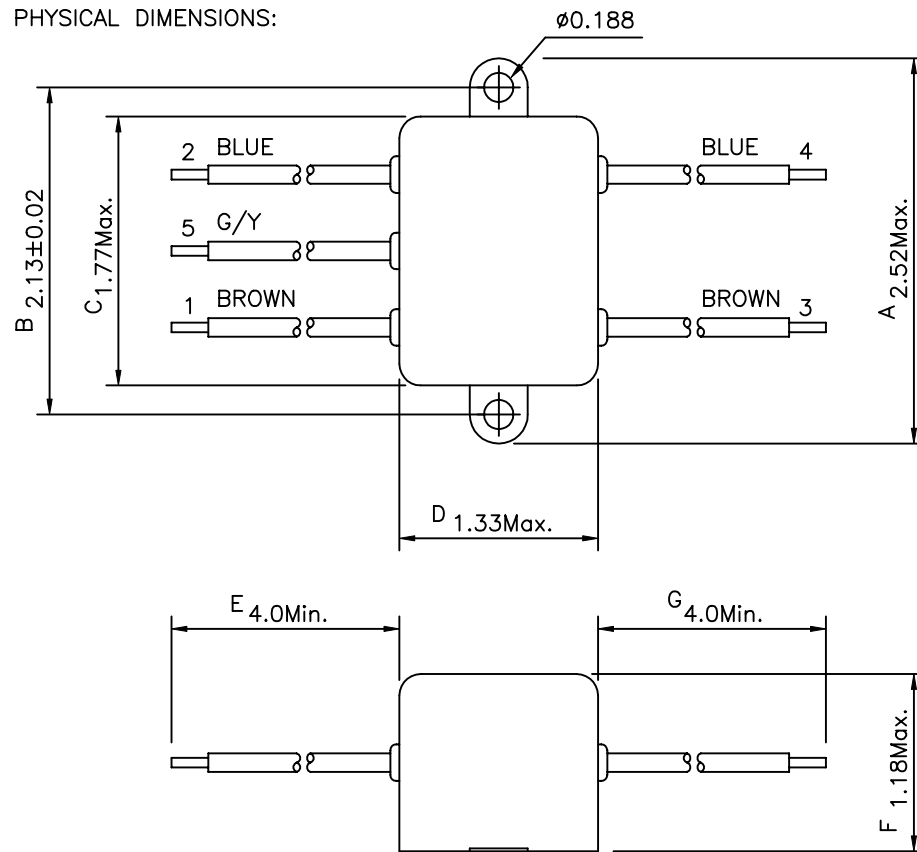 PHYSICAL DIMENSIONS:
ø0.188
2 BLUE
BLUE 4
5 G/Y
1 BROWN
BROWN 3
B 2.13±0.02
C 1.77Max.
A 2.52Max.
D 1.33Max.
E 4.0Min.
G 4.0Min.
F 1.18Max.